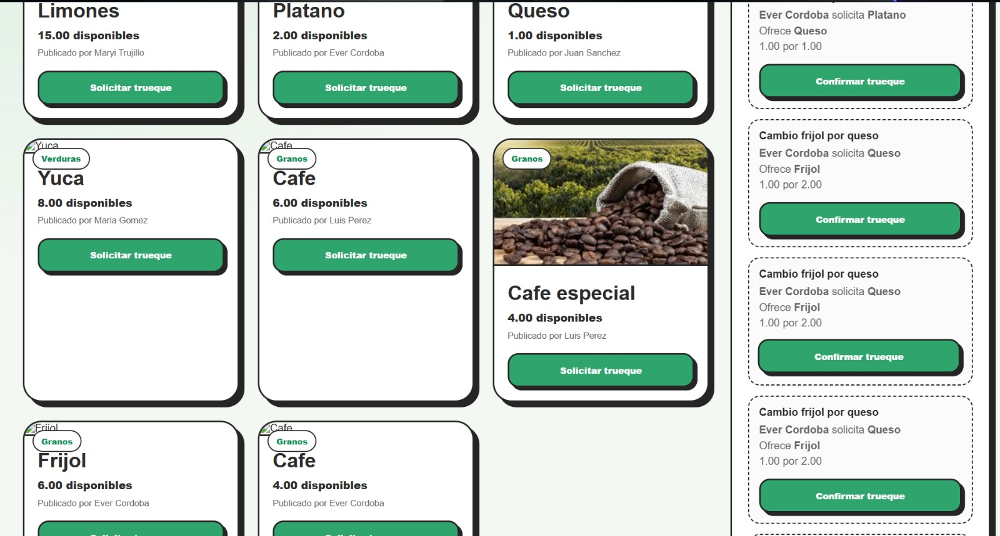 Limones
15.00 disponibles
Publicado por Maryi Trujillo
Solicitar trueque
Platano
2.00 disponibles
Publicado por Ever Cordoba
Solicitar trueque
Queso
1.00 disponibles
Publicado por Juan Sanchez
Solicitar trueque
Yuca
Verduras
Yuca
8.00 disponibles
Publicado por Maria Gomez
Solicitar trueque
Cafe
Granos
Cafe
6.00 disponibles
Publicado por Luis Perez
Solicitar trueque
Granos
Cafe especial
4.00 disponibles
Publicado por Luis Perez
Solicitar trueque
Frijol
Granos
Frijol
6.00 disponibles
Publicado por Ever Cordoba
Cafe
Granos
Cafe
4.00 disponibles
Publicado por Ever Cordoba
Ever Cordoba solicita Platano
Ofrece Queso
1.00 por 1.00
Confirmar trueque
Cambio frijol por queso
Ever Cordoba solicita Queso
Ofrece Frijol
1.00 por 2.00
Confirmar trueque
Cambio frijol por queso
Ever Cordoba solicita Queso
Ofrece Frijol
1.00 por 2.00
Confirmar trueque
Cambio frijol por queso
Ever Cordoba solicita Queso
Ofrece Frijol
1.00 por 2.00
Confirmar trueque